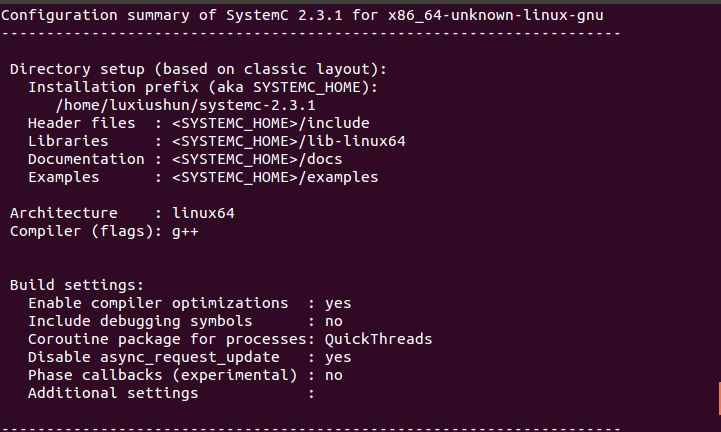 Configuration summary of SystemC 2.3.1 for x86_64-unknown-linux-gnu
---------------------------------------------------------------------
Directory setup (based on classic layout):
Installation prefix (aka SYSTEMC_HOME):
/home/luxiushun/systemc-2.3.1
Header files  : <SYSTEMC_HOME>/include
Libraries     : <SYSTEMC_HOME>/lib-linux64
Documentation : <SYSTEMC_HOME>/docs
Examples      : <SYSTEMC_HOME>/examples
Architecture    : linux64
Compiler (flags): g++
Build settings:
Enable compiler optimizations  : yes
Include debugging symbols      : no
Coroutine package for processes: QuickThreads
Disable async_request_update   : yes
Phase callbacks (experimental) : no
Additional settings            :
---------------------------------------------------------------------